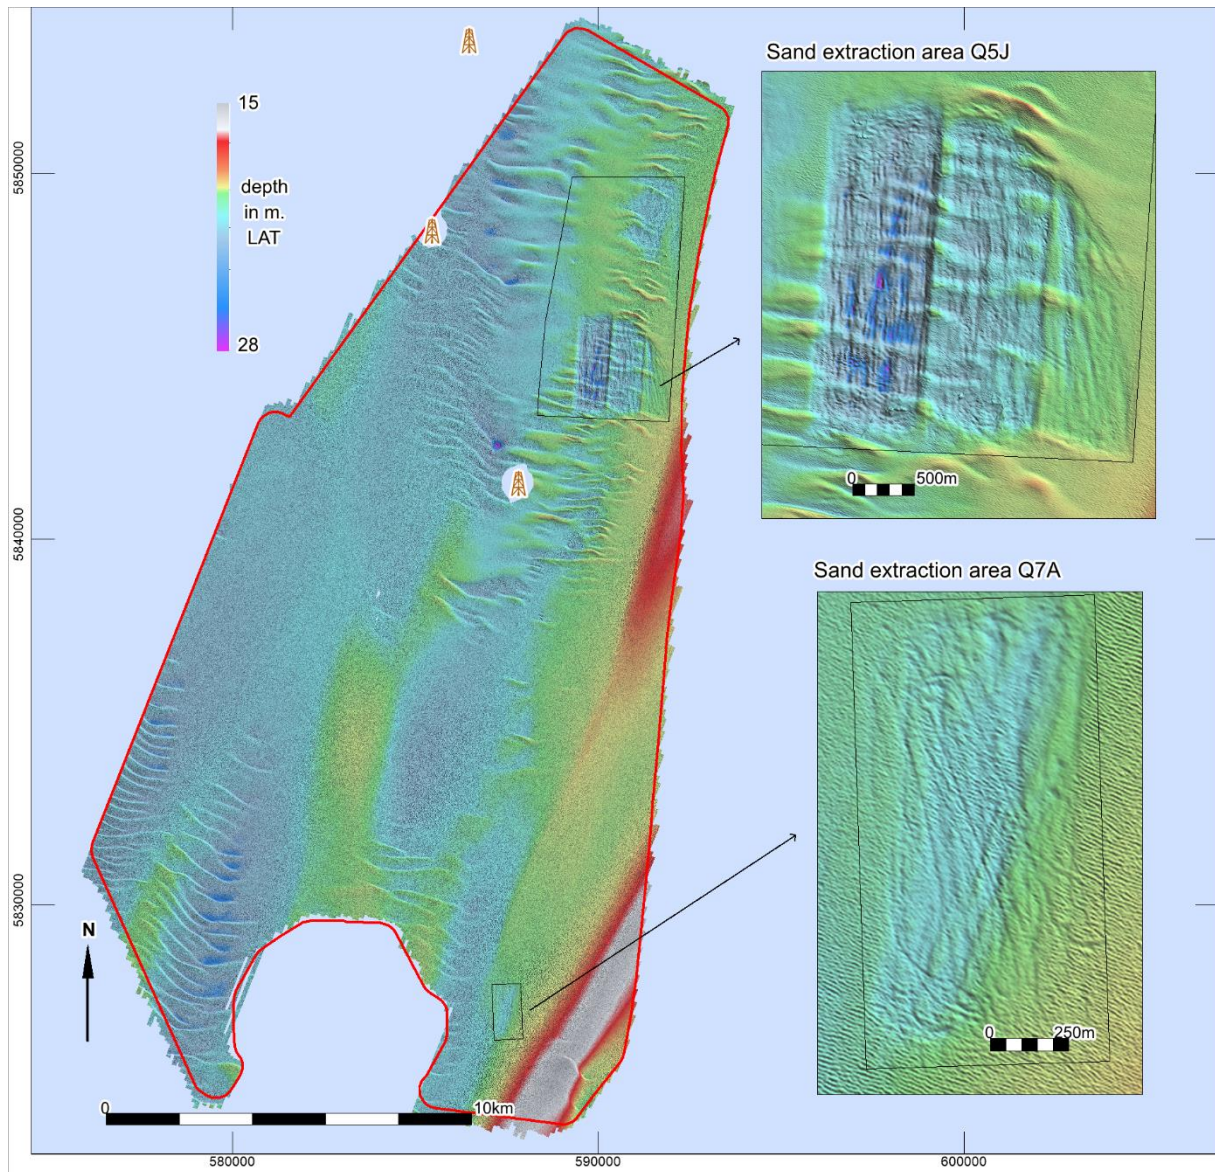 Sand extraction area Q5J
15
depth
in m.
LAT
28
0 500m
Sand extraction area Q7A
0 250m
N
0 10km
5850000
5840000
5830000
580000
590000
600000